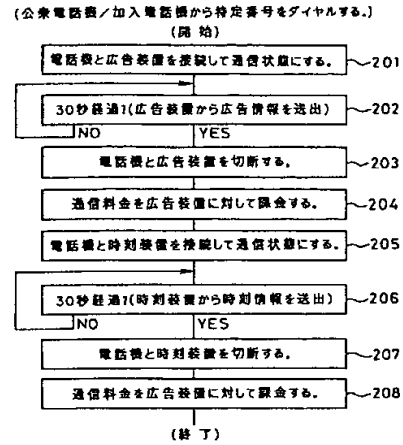 (公衆電話機/加入電話機から特定番号をダイヤルする。)
(開 始)
電話機と広告装置を接続して通信状態にする。 201
30秒経過?(広告装置から広告情報を送出) 202
NO YES
電話機と広告装置を切断する。 203
通信料金を広告装置に対して課金する。 204
電話機と時刻装置を接続して通信状態にする。 205
30秒経過?(時刻装置から時刻情報を送出) 206
NO YES
電話機と時刻装置を切断する。 207
通信料金を広告装置に対して課金する。 208
(終 了)